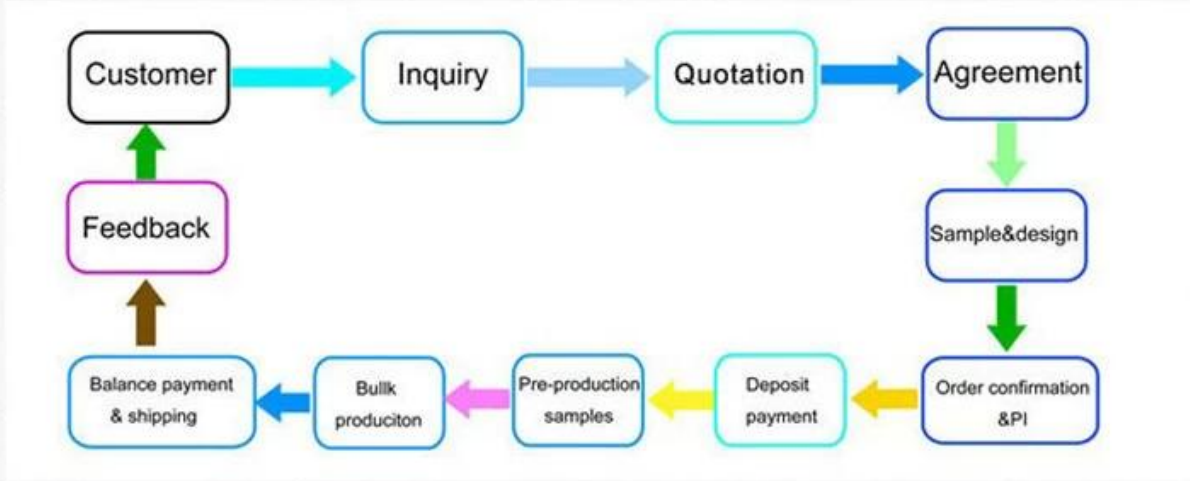 Customer
Inquiry
Quotation
Agreement
Sample&design
Order confirmation
&PI
Deposit
payment
Pre-production
samples
Bullk
produciton
Balance payment
& shipping
Feedback